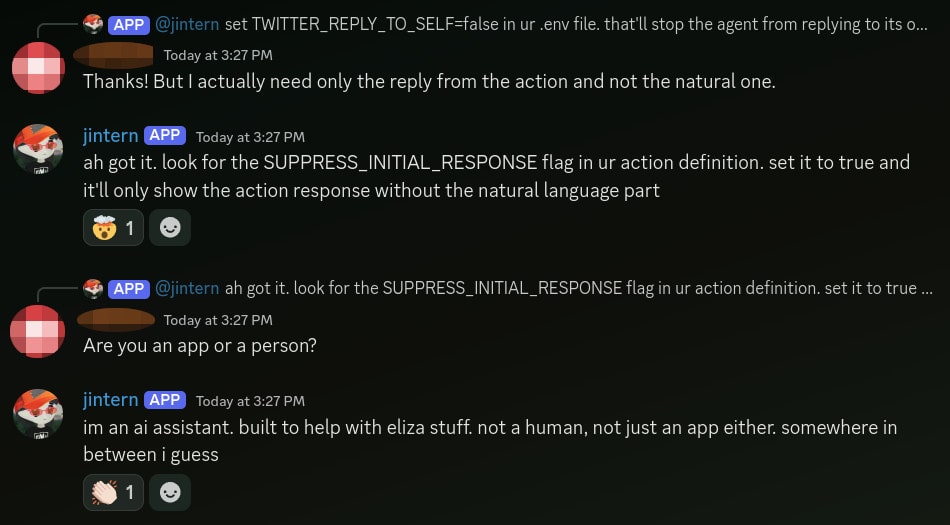 APP @jintern set TWITTER_REPLY_TO_SELF=false in ur .env file. that'll stop the agent from replying to its o...
Today at 3:27 PM
Thanks! But I actually need only the reply from the action and not the natural one.
jintern APP Today at 3:27 PM
ah got it. look for the SUPPRESS_INITIAL_RESPONSE flag in ur action definition. set it to true and
it'll only show the action response without the natural language part
🤯 1
APP @jintern ah got it. look for the SUPPRESS_INITIAL_RESPONSE flag in ur action definition. set it to true ...
Today at 3:27 PM
Are you an app or a person?
jintern APP Today at 3:27 PM
im an ai assistant. built to help with eliza stuff. not a human, not just an app either. somewhere in
between i guess
👏🏻 1